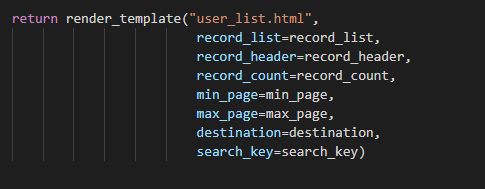 return render_template("user_list.html",
record_list=record_list,
record_header=record_header,
record_count=record_count,
min_page=min_page,
max_page=max_page,
destination=destination,
search_key=search_key)